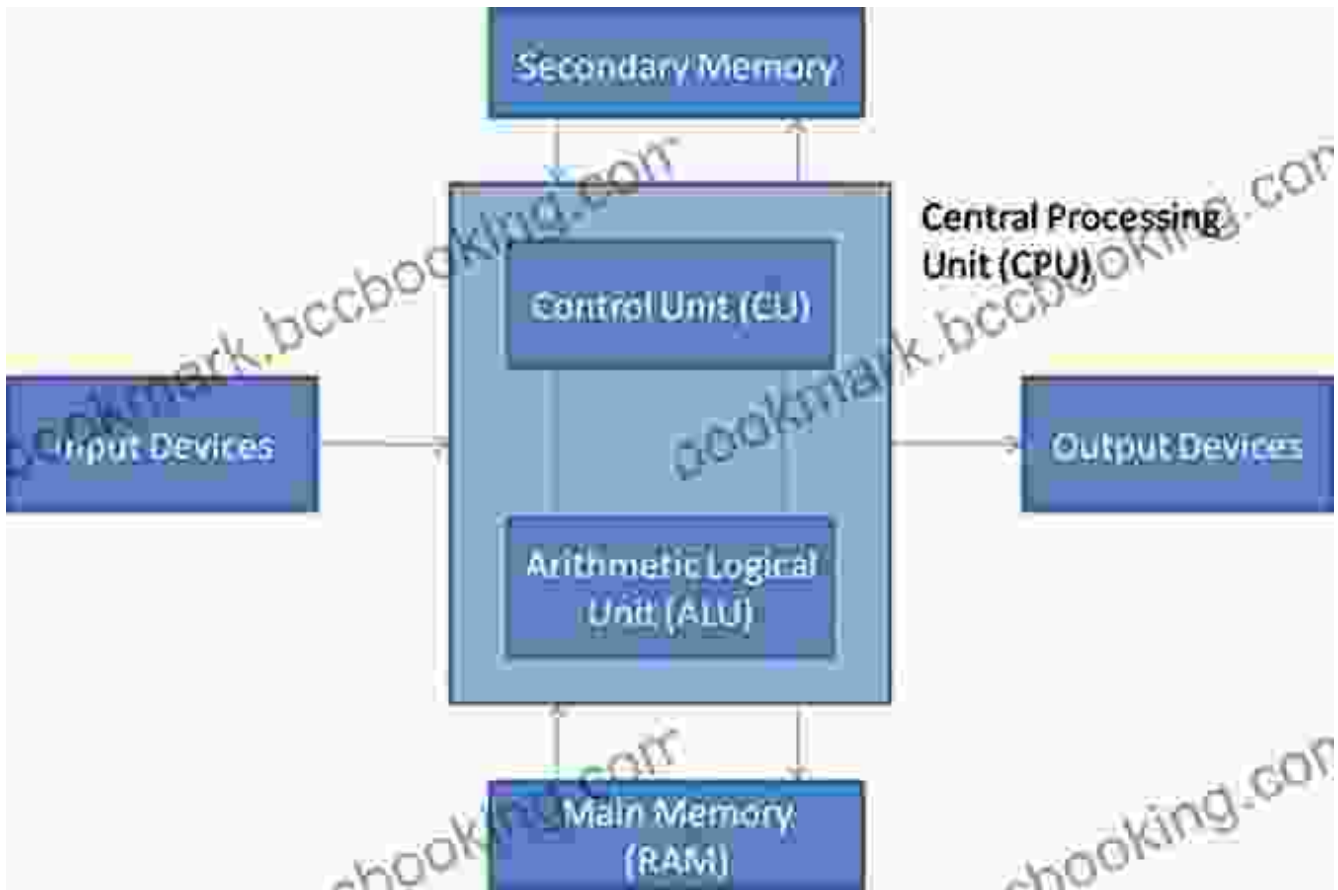 Secondary Memory
Central Processing
Unit (CPU)
Control Unit (CU)
Input Devices
Output Devices
Arithmetic Logical
Unit (ALU)
Main Memory
(RAM)
bookmark.bccbooking.com
bookmark.bccbooking.com